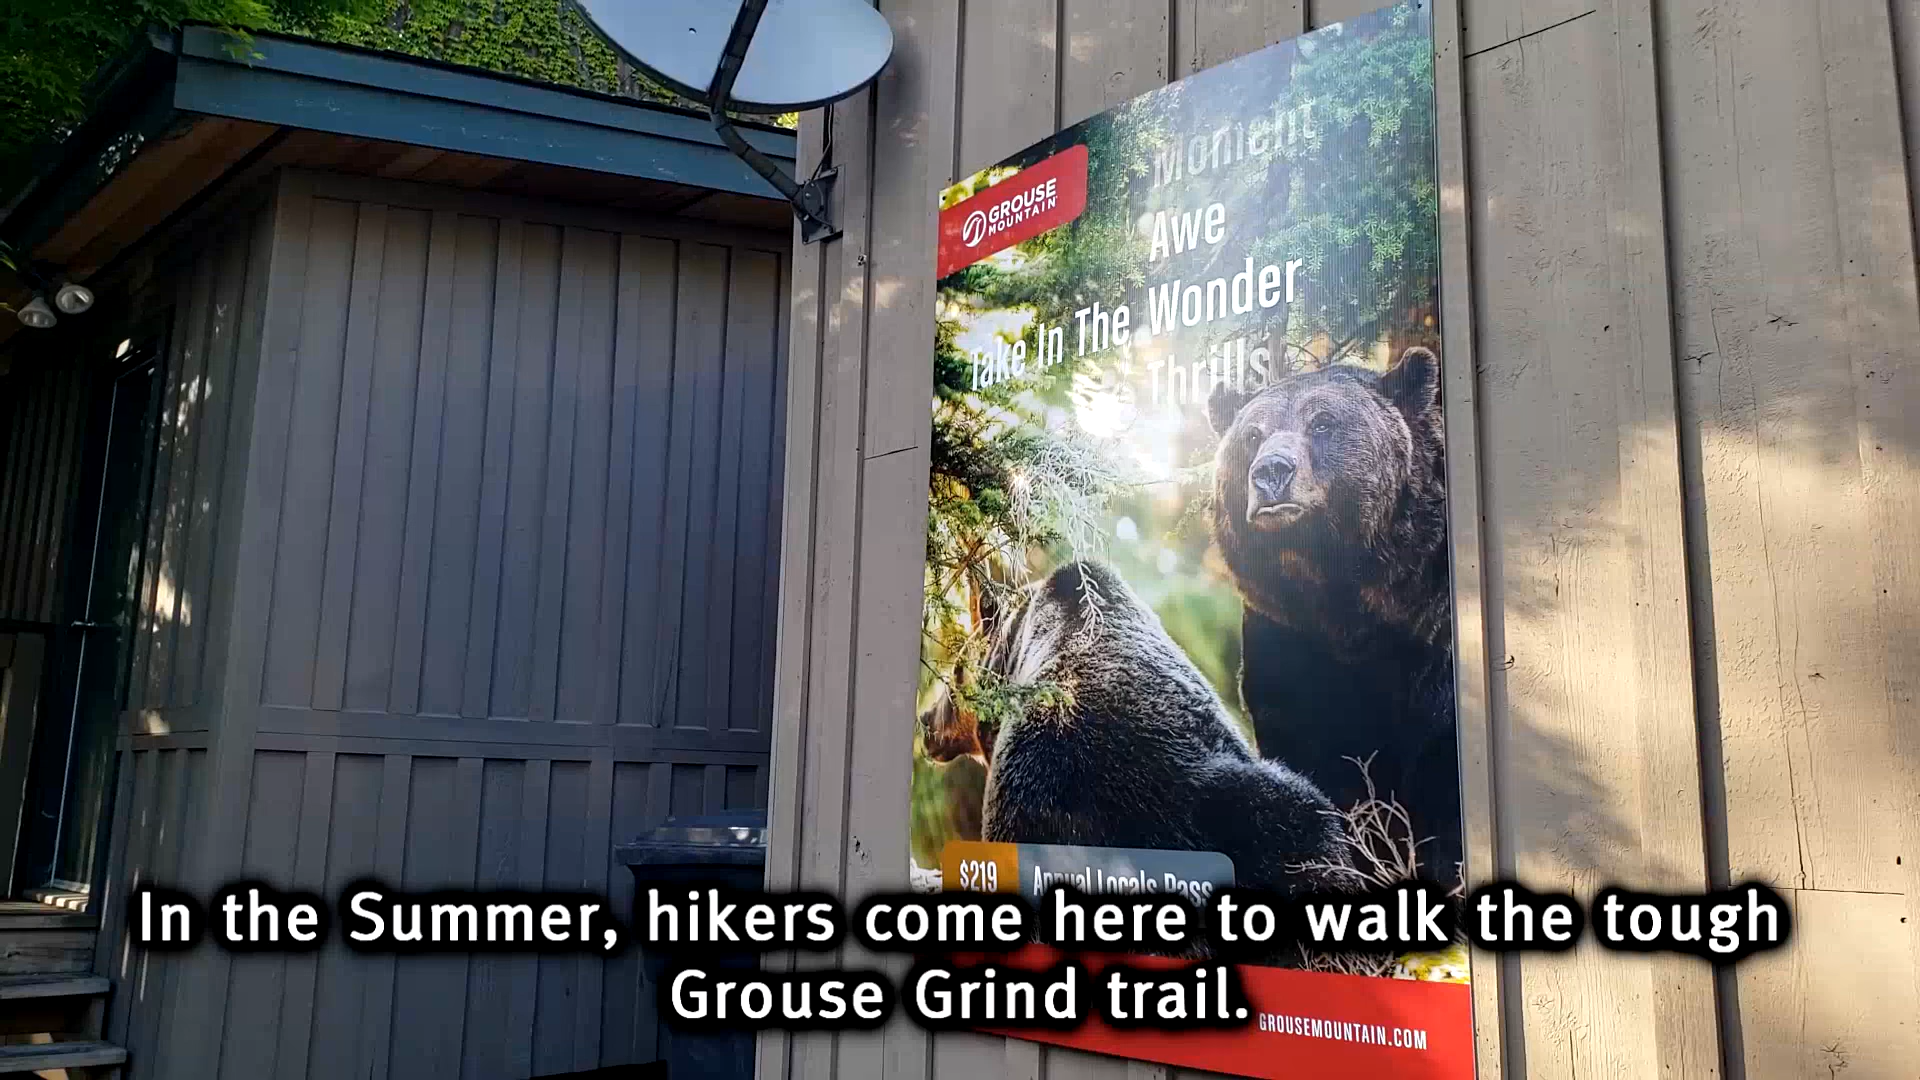 GROUSE
MOUNTAIN
Moment
Awe
Take In The Wonder
Thrills
$219 Annual Locals Pass
In the Summer, hikers come here to walk the tough
Grouse Grind trail.
GROUSEMOUNTAIN.COM